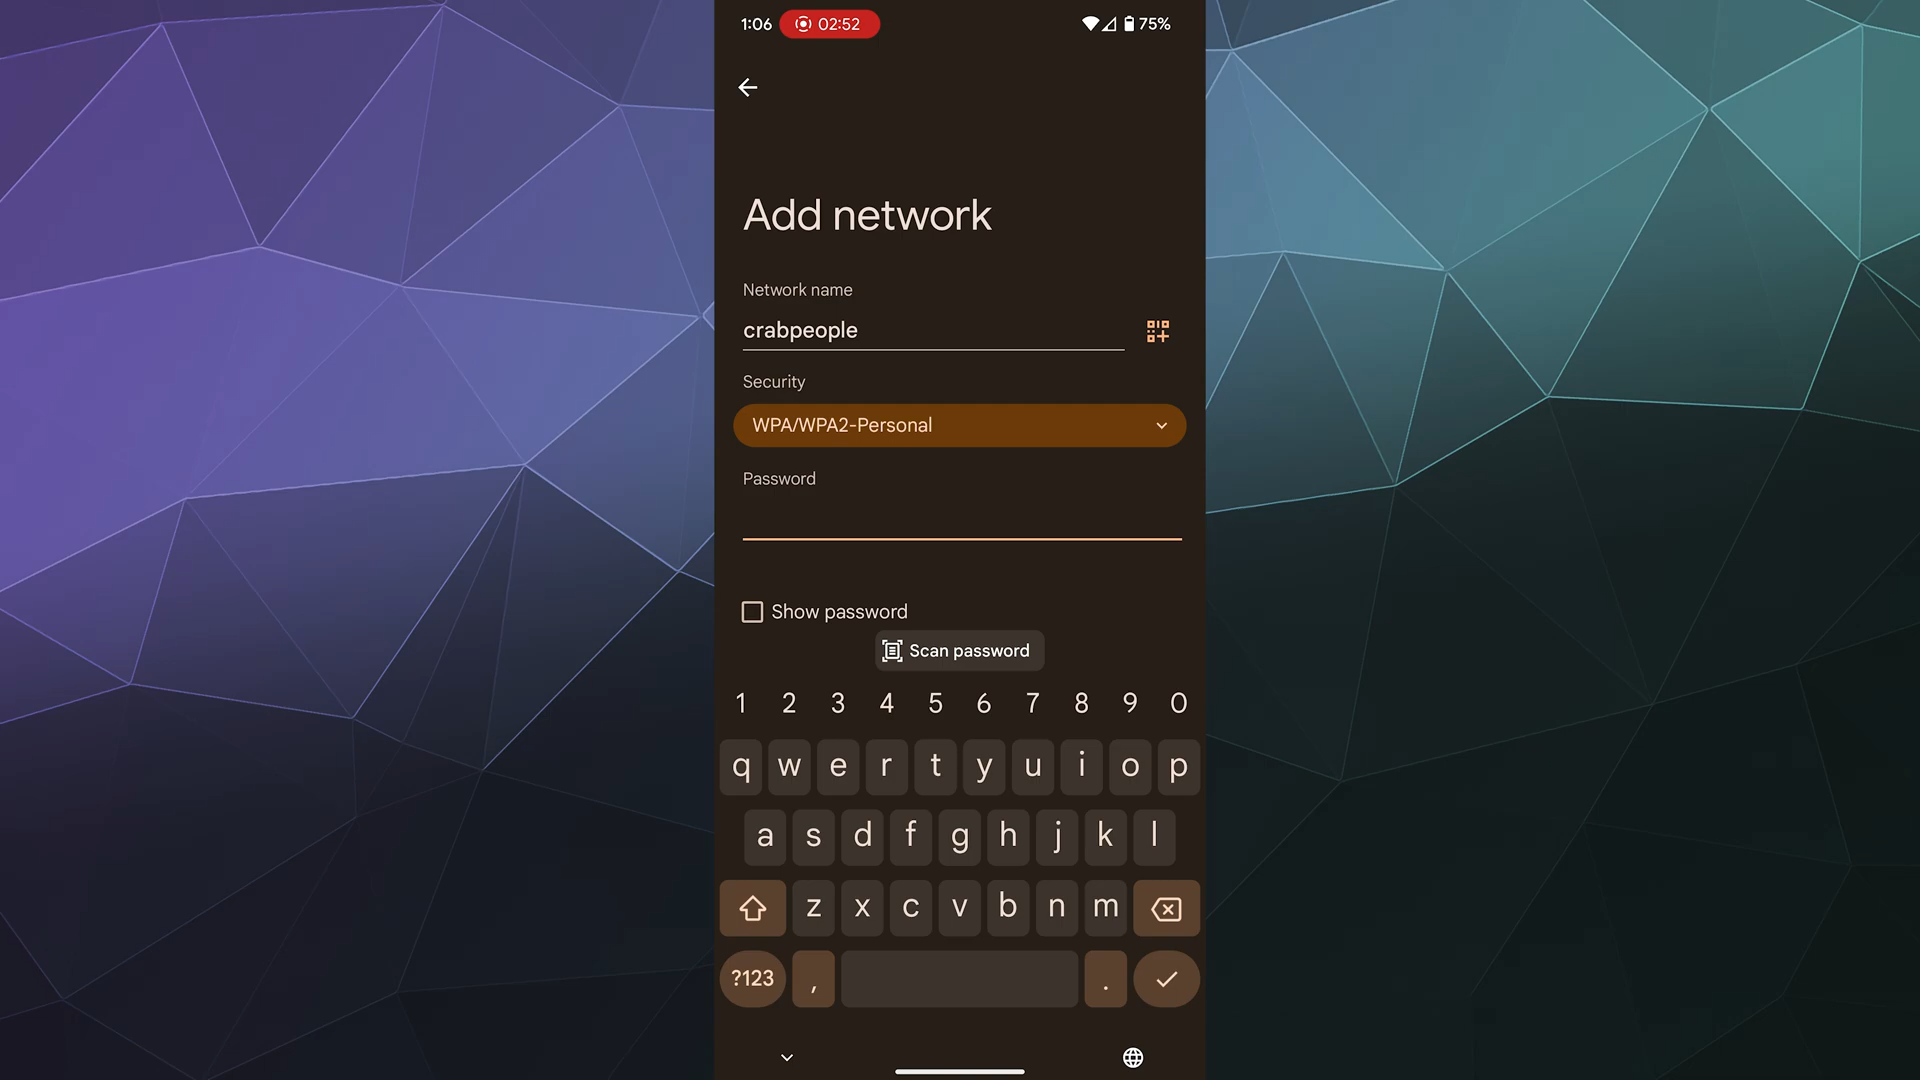 1:06 02:52 75%
Add network
Network name
crabpeople
Security
WPA/WPA2-Personal
Password
Show password
Scan password
1 2 3 4 5 6 7 8 9 0
q w e r t y u i o p
a s d f g h j k l
z x c v b n m
?123 , .